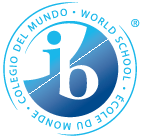 COLEGIO DEL MUNDO · WORLD SCHOOL · ÉCOLE DU MONDE ·
ib
®